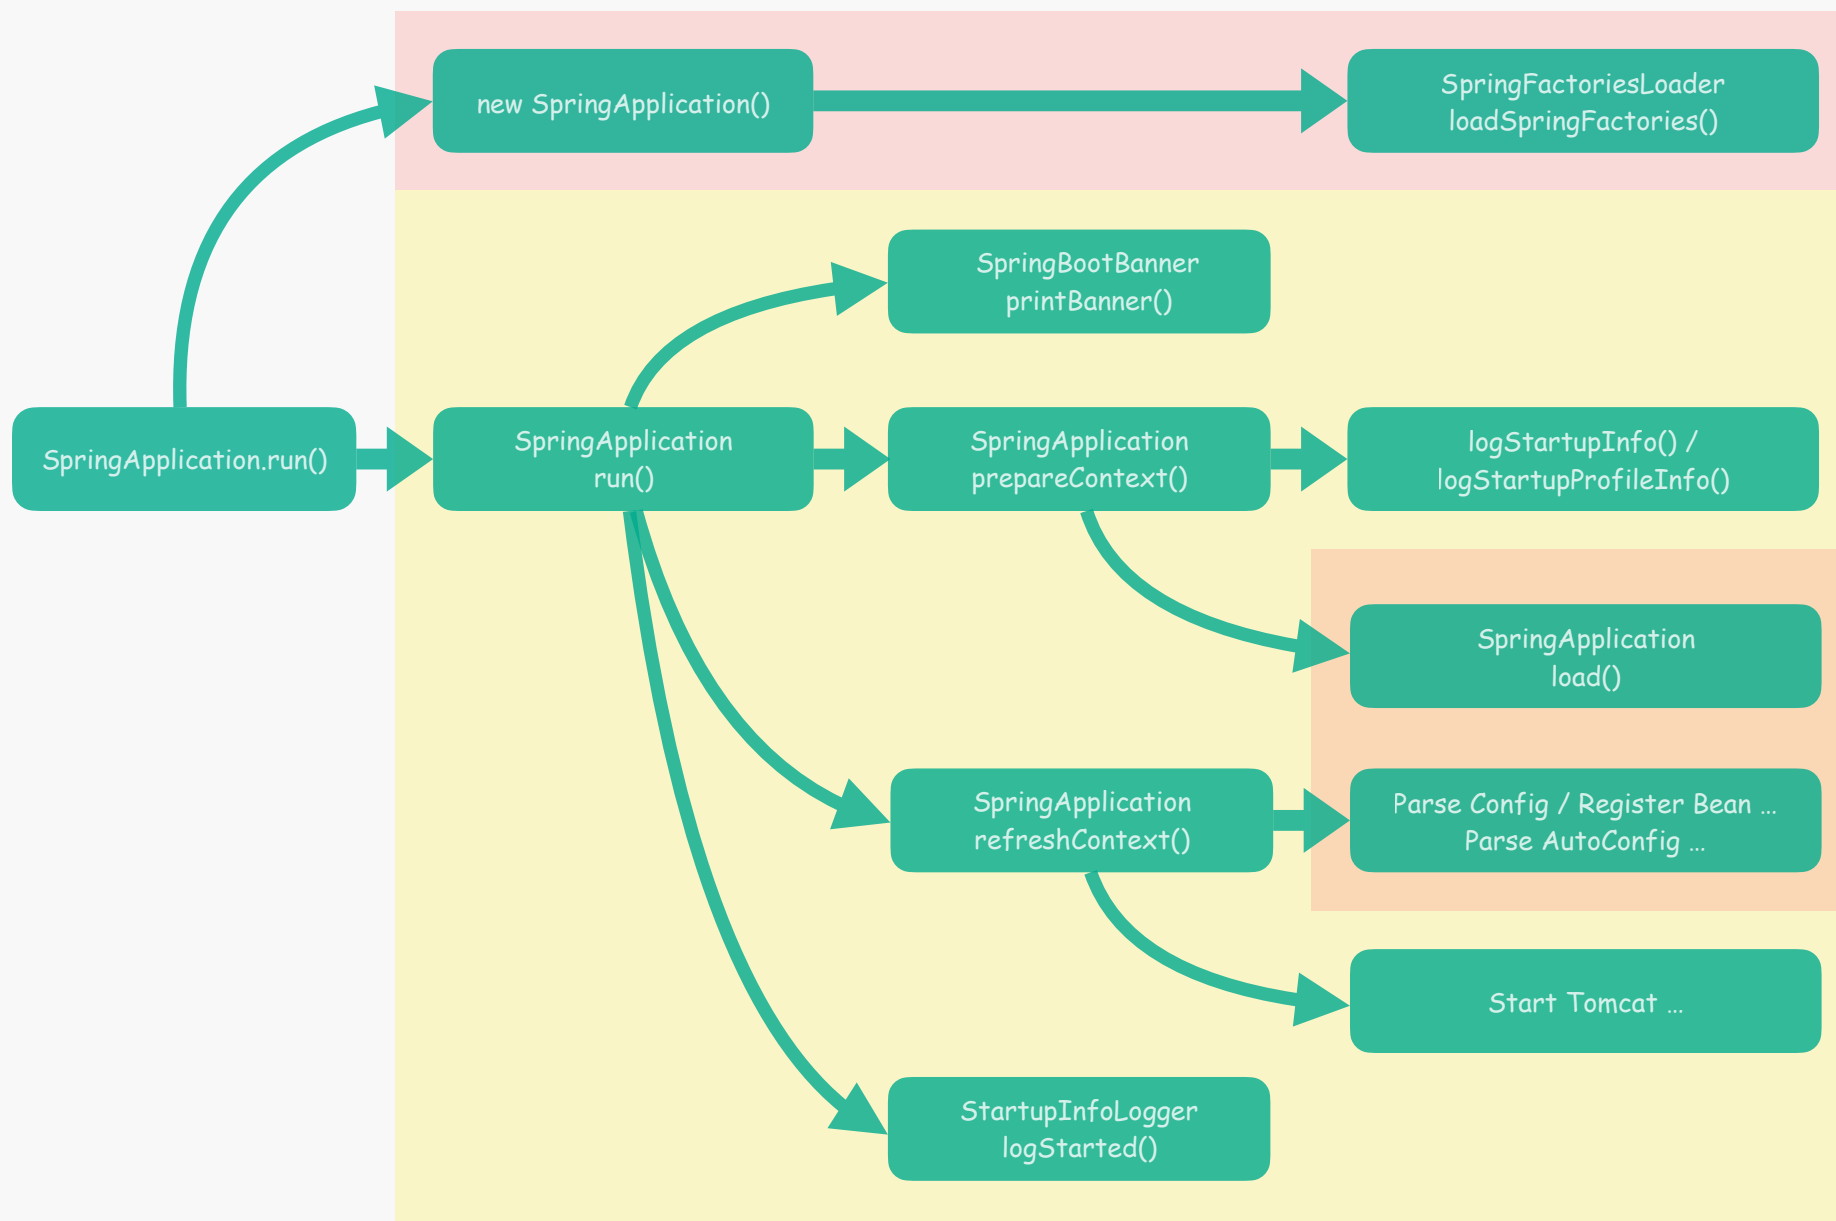 new SpringApplication()
SpringFactoriesLoader
loadSpringFactories()
SpringBootBanner
printBanner()
SpringApplication.run()
SpringApplication
run()
SpringApplication
prepareContext()
logStartupInfo() /
logStartupProfileInfo()
SpringApplication
load()
SpringApplication
refreshContext()
Parse Config / Register Bean ...
Parse AutoConfig ...
Start Tomcat ...
StartupInfoLogger
logStarted()